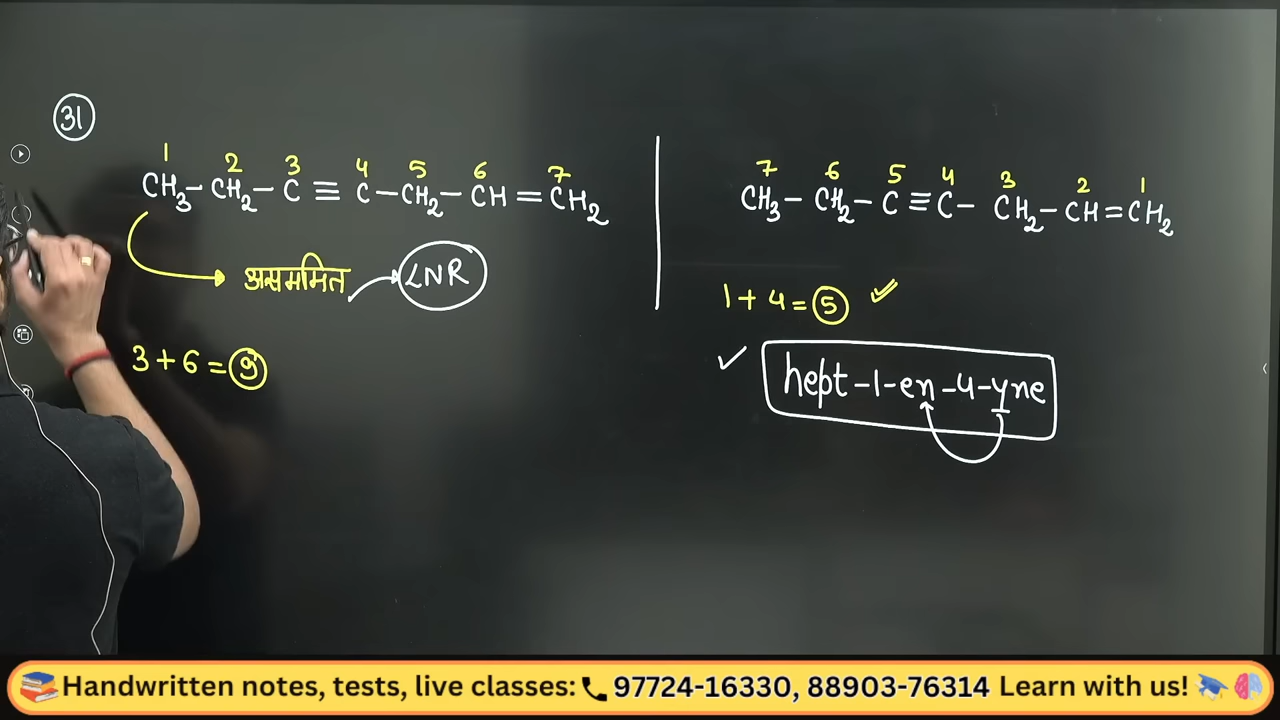 31
1 2 3 4 5 6 7
CH₃-CH₂-C≡C-CH₂-CH=CH₂
असममित LNR
3+6=9
7 6 5 4 3 2 1
CH₃-CH₂-C≡C-CH₂-CH=CH₂
1+4=5 ✓
✓ hept-1-en-4-yne
Handwritten notes, tests, live classes: 97724-16330, 88903-76314 Learn with us!